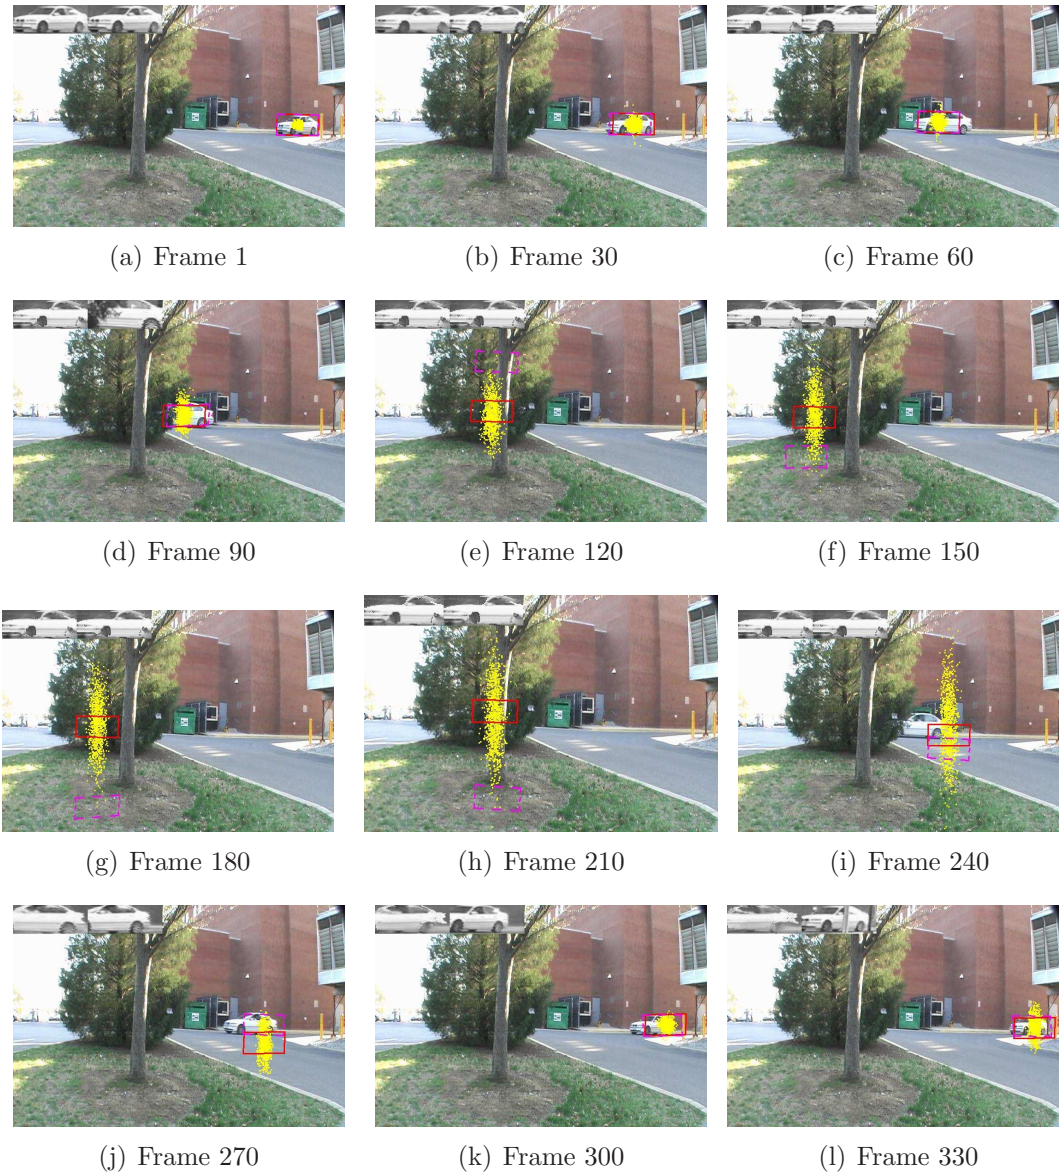 (a) Frame 1
(b) Frame 30
(c) Frame 60
(d) Frame 90
(e) Frame 120
(f) Frame 150
(g) Frame 180
(h) Frame 210
(i) Frame 240
(j) Frame 270
(k) Frame 300
(l) Frame 330